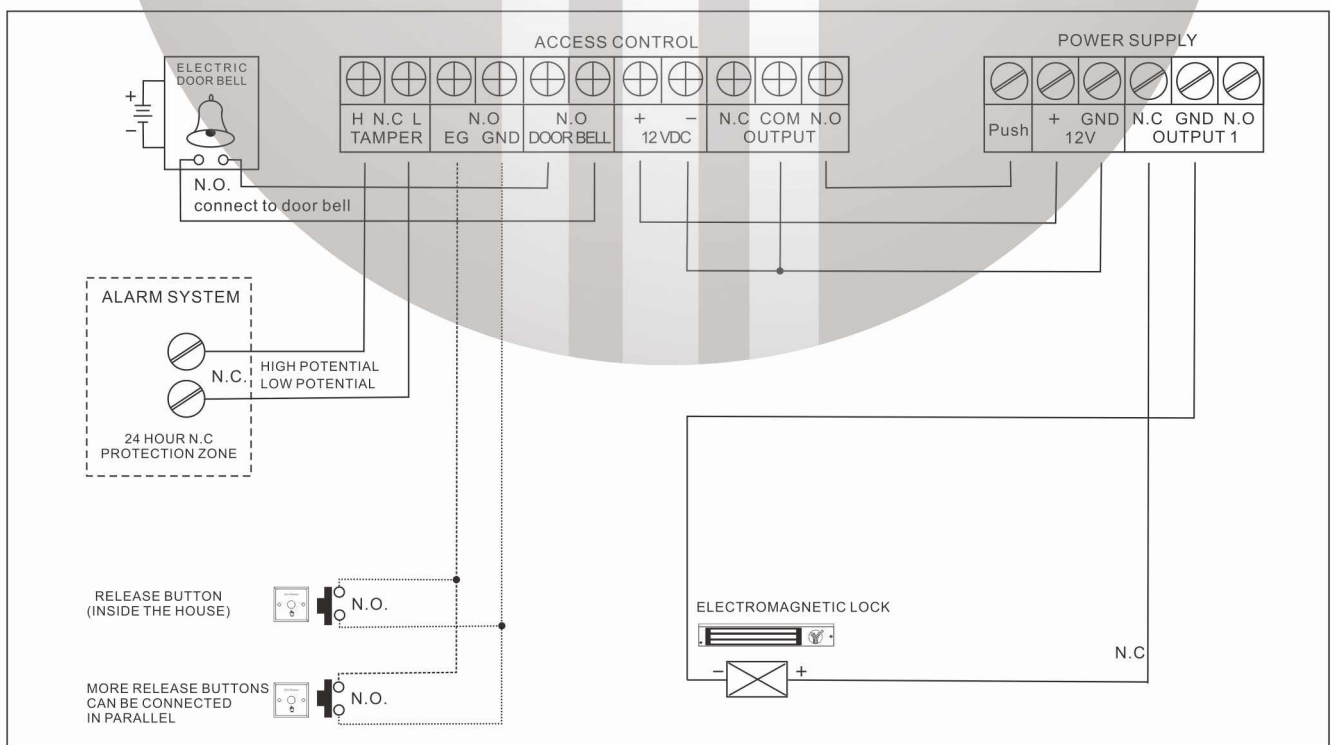 ACCESS CONTROL
POWER SUPPLY
ELECTRIC
DOOR BELL
+
−
N.O.
connect to door bell
H N.C L
TAMPER
N.O
EG GND
N.O
DOOR BELL
+ −
12 VDC
N.C COM N.O
OUTPUT
Push
+ GND
12V
N.C GND N.O
OUTPUT 1
ALARM SYSTEM
N.C.
HIGH POTENTIAL
LOW POTENTIAL
24 HOUR N.C
PROTECTION ZONE
RELEASE BUTTON
(INSIDE THE HOUSE)
N.O.
MORE RELEASE BUTTONS
CAN BE CONNECTED
IN PARALLEL
N.O.
ELECTROMAGNETIC LOCK
− +
N.C